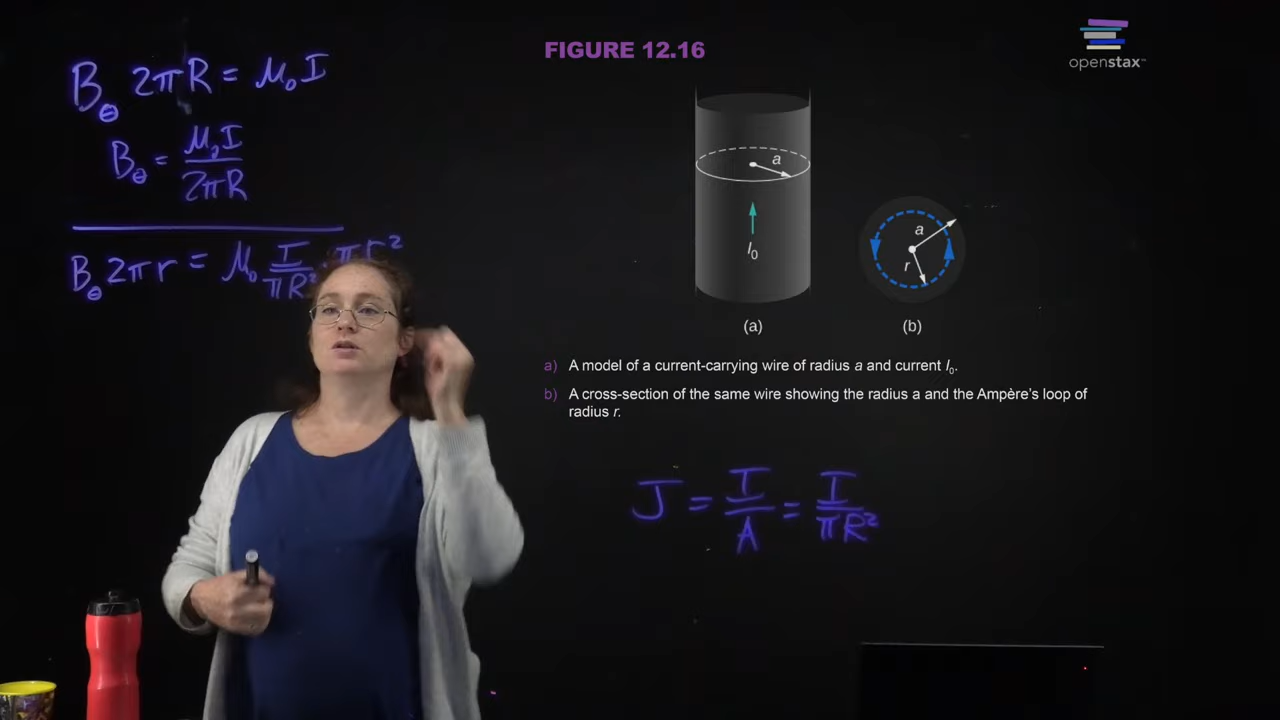 B_θ 2πR = μ₀I
B_θ = μ₀I / 2πR
B_θ 2πr = μ₀ I/πR² · πr²
FIGURE 12.16
openstax™
a
I₀
a
r
(a)
(b)
a) A model of a current-carrying wire of radius a and current I₀.
b) A cross-section of the same wire showing the radius a and the Ampère's loop of
radius r.
J = I/A = I/πR²